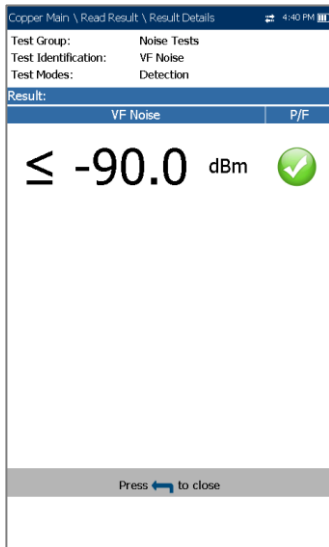 Copper Main \ Read Result \ Result Details 4:40 PM
Test Group: Noise Tests
Test Identification: VF Noise
Test Modes: Detection
Result:
VF Noise P/F
≤ -90.0 dBm
Press to close